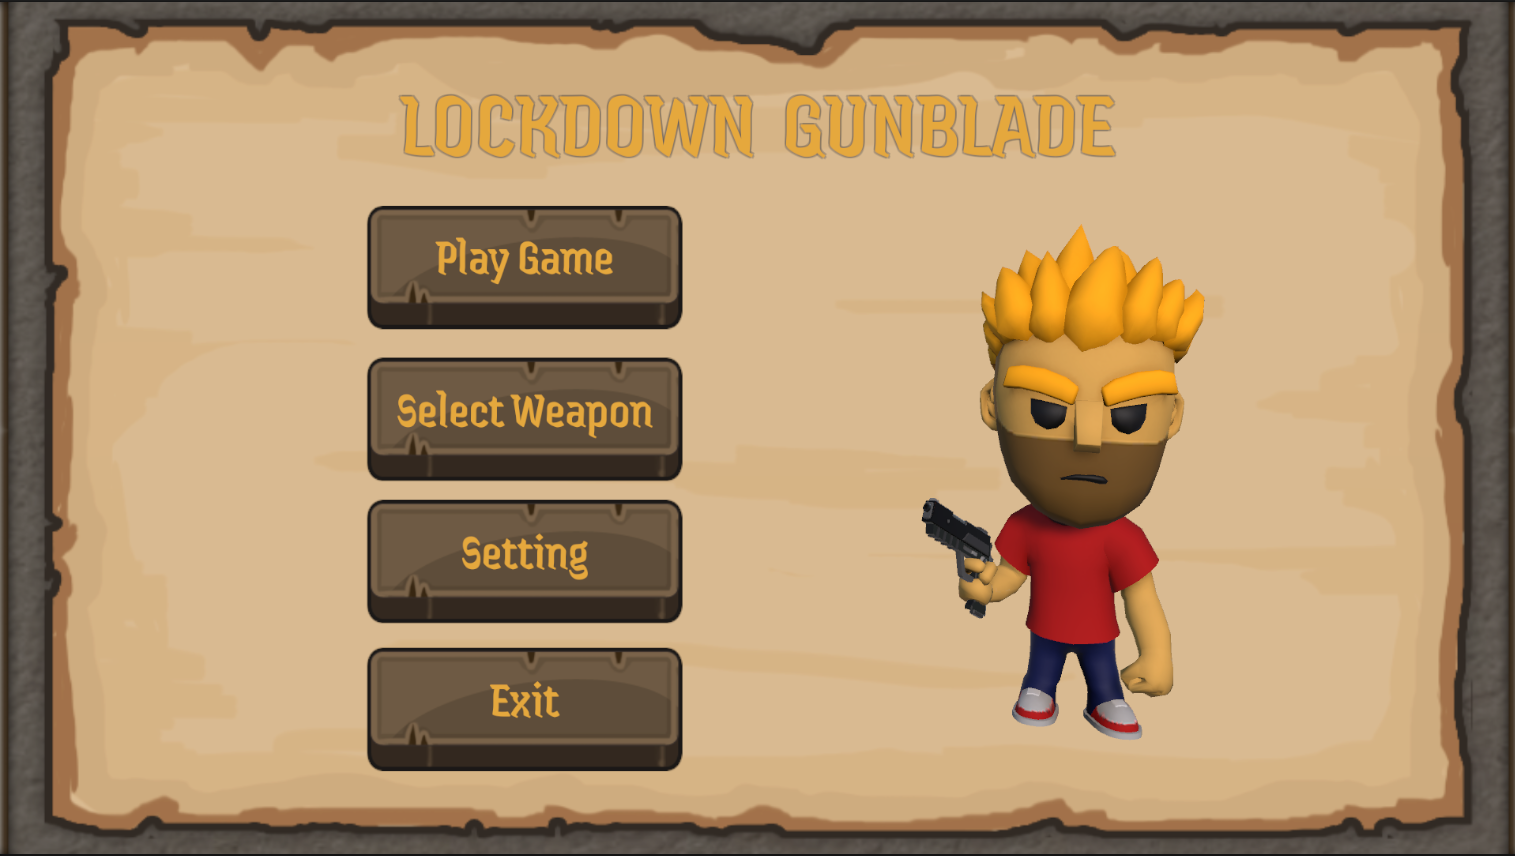 LOCKDOWN GUNBLADE
Play Game
Select Weapon
Setting
Exit